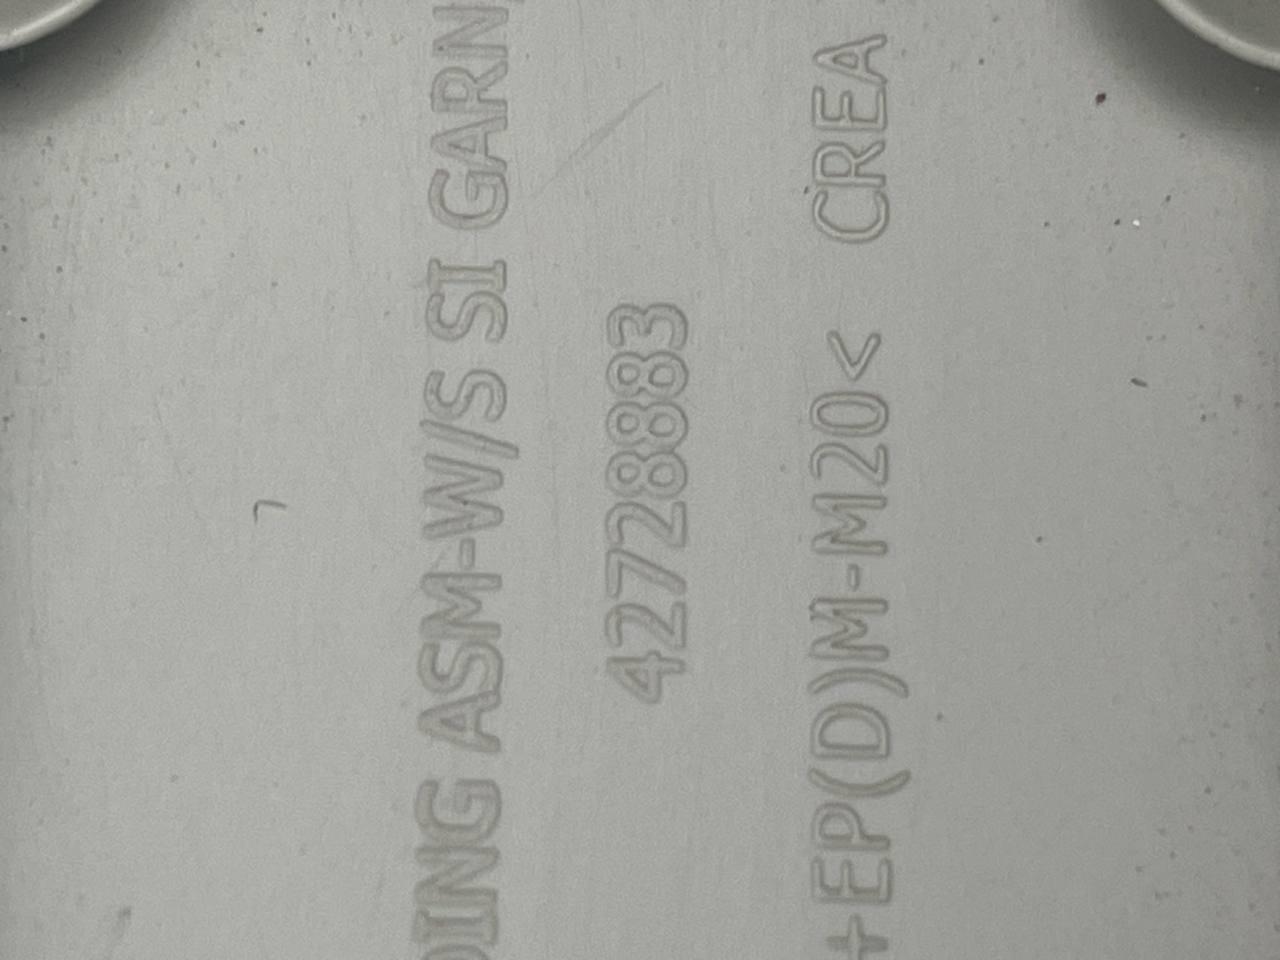 DING ASM-W/S SI GARN
42728883
+EP(D)M-M20< CREA